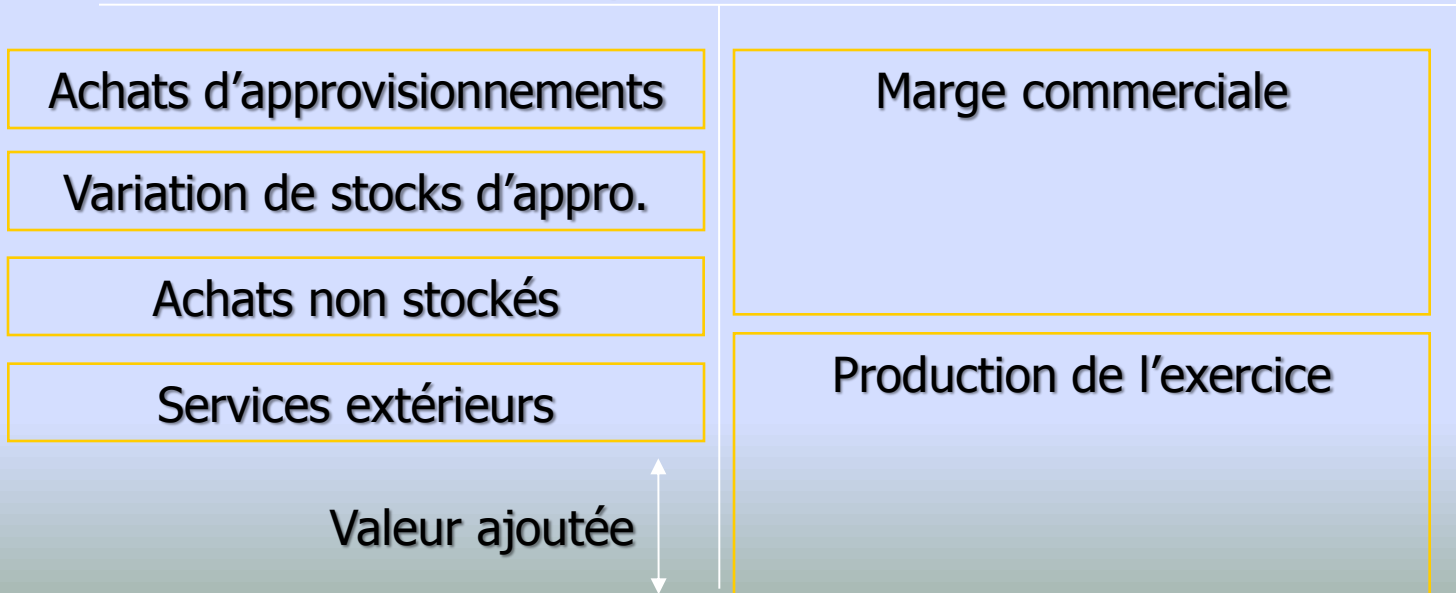 Achats d’approvisionnements
Variation de stocks d’appro.
Achats non stockés
Services extérieurs
Valeur ajoutée
Marge commerciale
Production de l’exercice